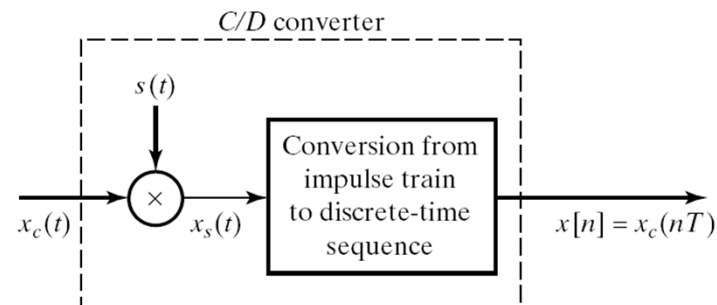 C/D converter
s(t)
×
Conversion from
impulse train
to discrete-time
sequence
x_c(t)
x_s(t)
x[n] = x_c(nT)